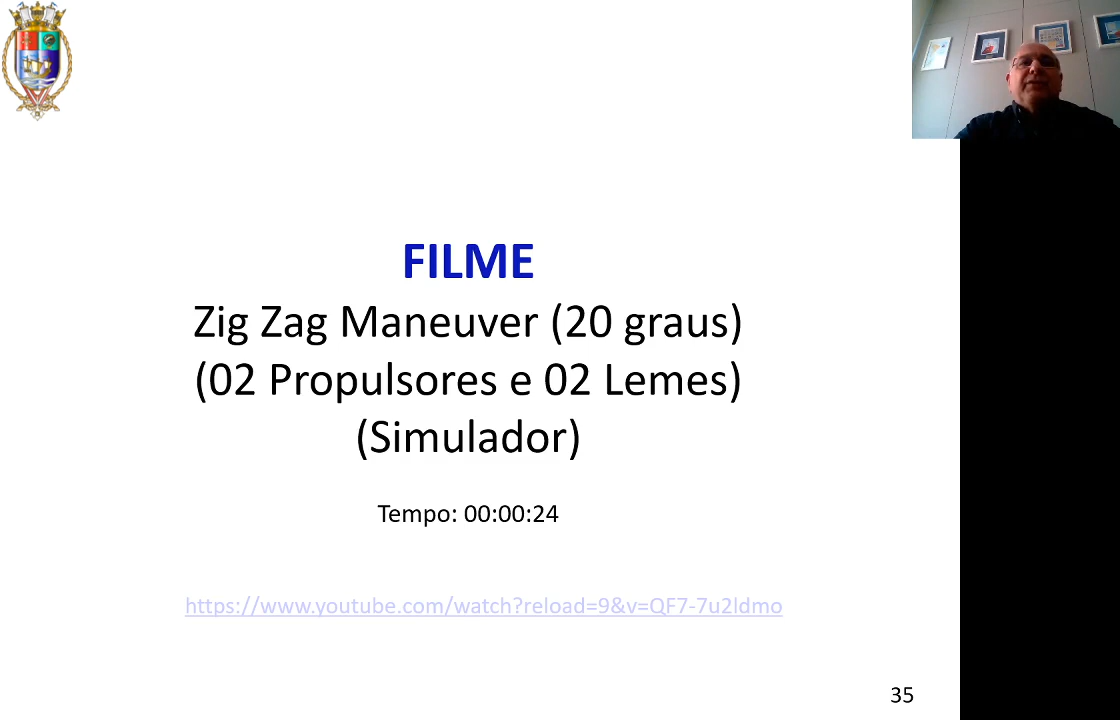 FILME
Zig Zag Maneuver (20 graus)
(02 Propulsores e 02 Lemes)
(Simulador)
Tempo: 00:00:24
https://www.youtube.com/watch?reload=9&v=QF7-7u2ldmo
35